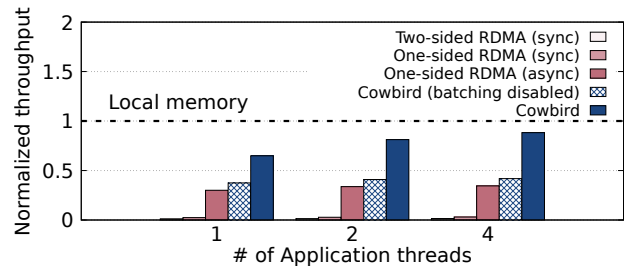 Normalized throughput
2
1.5
1
0.5
0
Two-sided RDMA (sync)
One-sided RDMA (sync)
One-sided RDMA (async)
Cowbird (batching disabled)
Cowbird
Local memory
1
2
4
# of Application threads